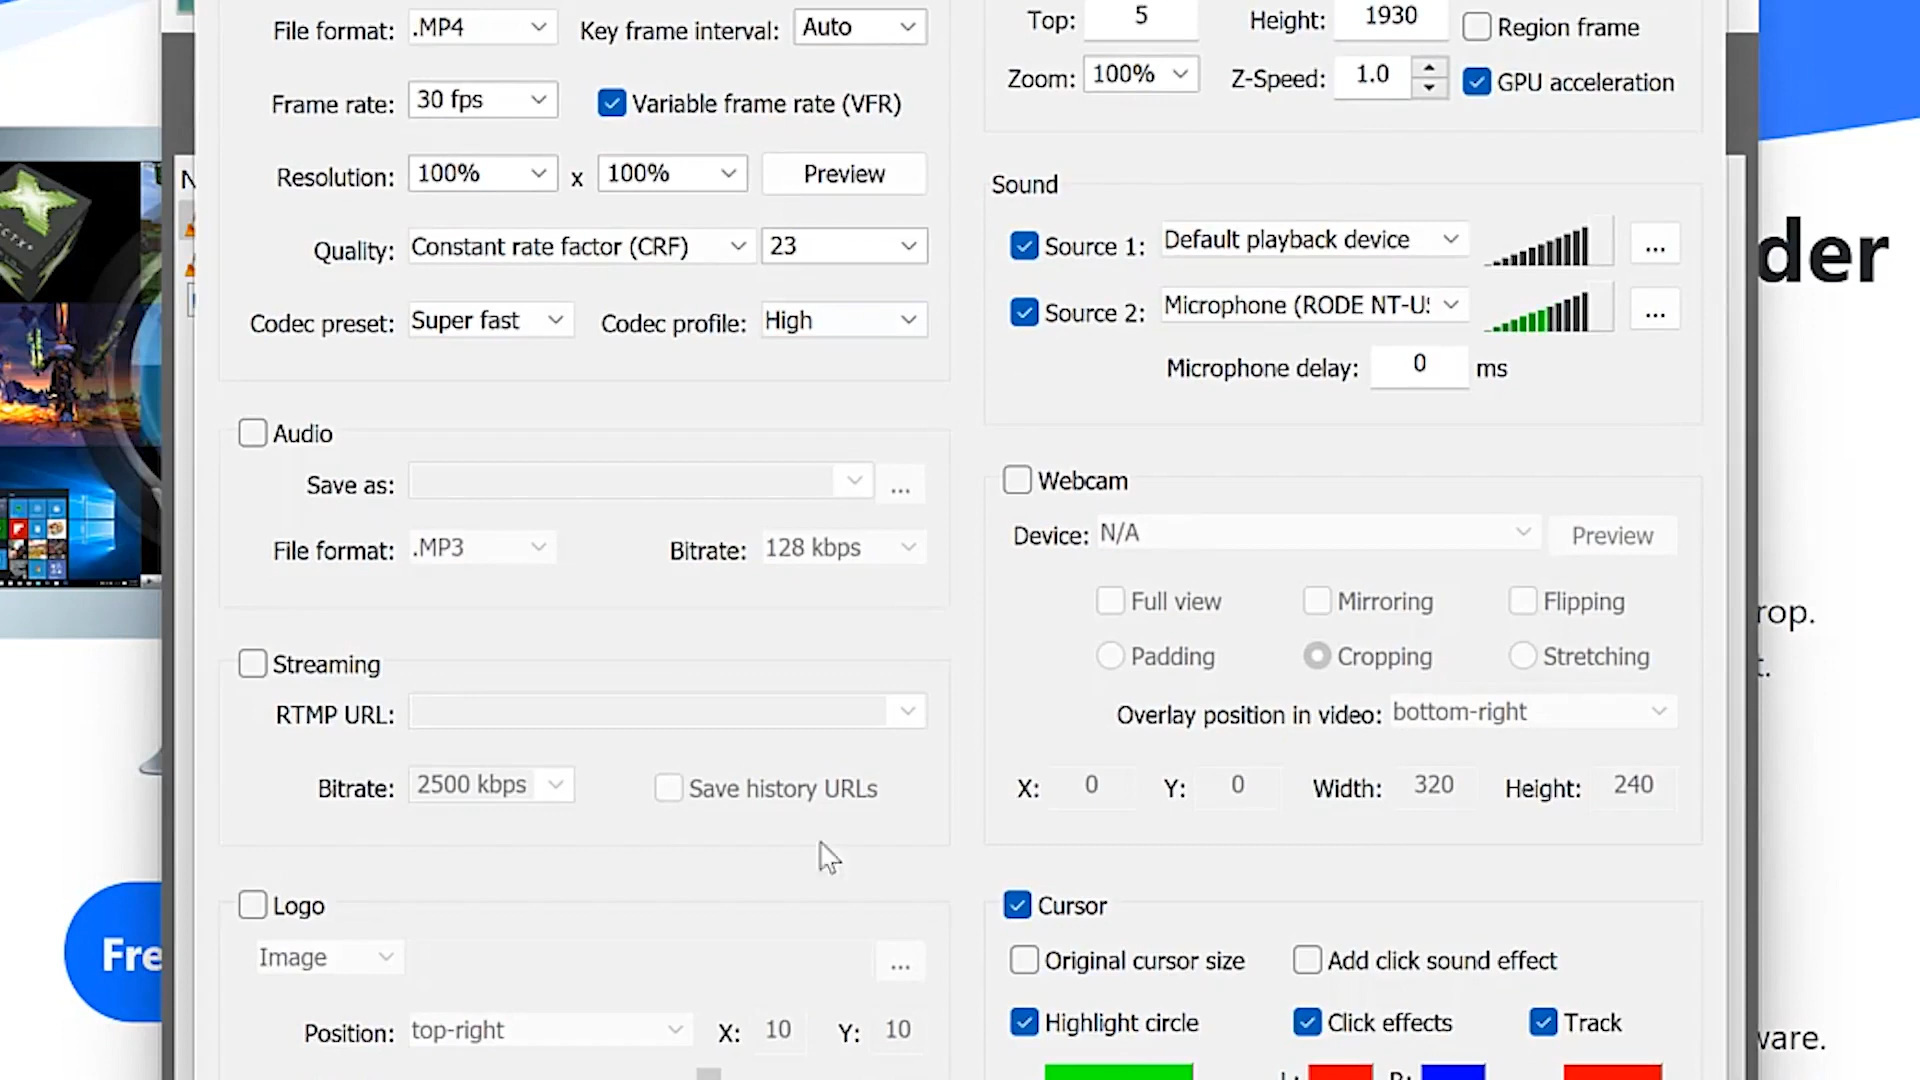 File format: .MP4 Key frame interval: Auto
Frame rate: 30 fps Variable frame rate (VFR)
Resolution: 100% x 100% Preview
Quality: Constant rate factor (CRF) 23
Codec preset: Super fast Codec profile: High
Audio
Save as: ...
File format: .MP3 Bitrate: 128 kbps
Streaming
RTMP URL:
Bitrate: 2500 kbps Save history URLs
Logo
Image ...
Position: top-right X: 10 Y: 10
Top: 5 Height: 1930 Region frame
Zoom: 100% Z-Speed: 1.0 GPU acceleration
Sound
Source 1: Default playback device ...
Source 2: Microphone (RODE NT-U ...
Microphone delay: 0 ms
Webcam
Device: N/A Preview
Full view Mirroring Flipping
Padding Cropping Stretching
Overlay position in video: bottom-right
X: 0 Y: 0 Width: 320 Height: 240
Cursor
Original cursor size Add click sound effect
Highlight circle Click effects Track
der
rop.
t.
Fre
ware.